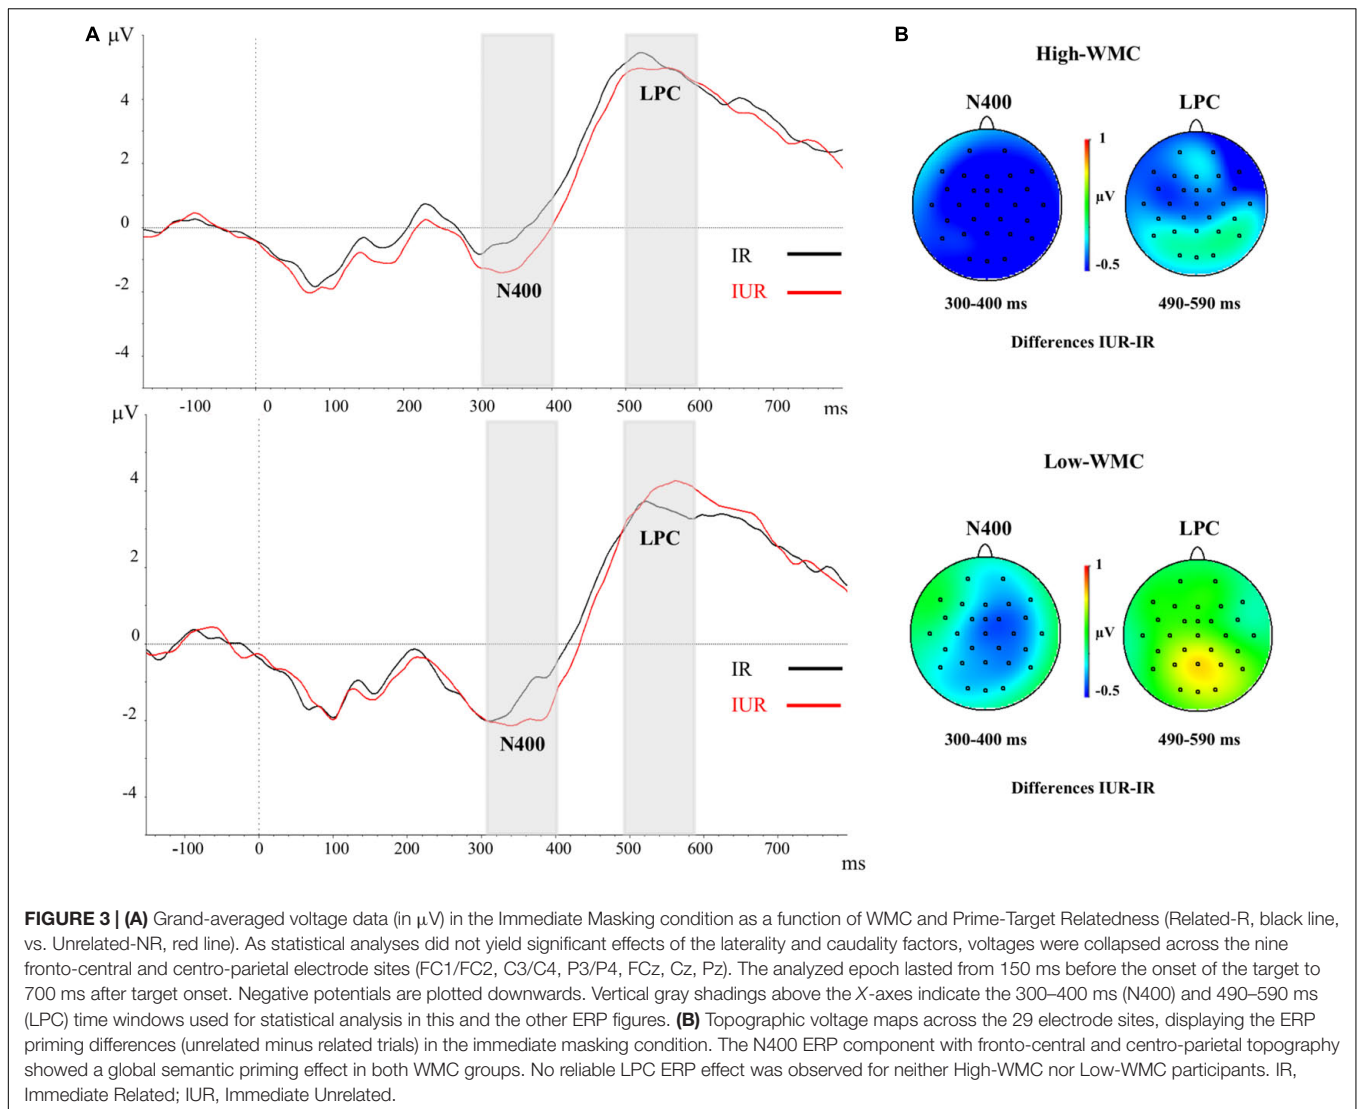 A
μV
4
2
0
-2
-4
N400
LPC
IR
IUR
-100 0 100 200 300 400 500 600 700 ms
μV
4
2
0
-2
-4
N400
LPC
IR
IUR
-100 0 100 200 300 400 500 600 700 ms
B
High-WMC
N400 LPC
1
μV
-0.5
300-400 ms 490-590 ms
Differences IUR-IR
Low-WMC
N400 LPC
1
μV
-0.5
300-400 ms 490-590 ms
Differences IUR-IR
FIGURE 3 | (A) Grand-averaged voltage data (in μV) in the Immediate Masking condition as a function of WMC and Prime-Target Relatedness (Related-R, black line,
vs. Unrelated-NR, red line). As statistical analyses did not yield significant effects of the laterality and caudality factors, voltages were collapsed across the nine
fronto-central and centro-parietal electrode sites (FC1/FC2, C3/C4, P3/P4, FCz, Cz, Pz). The analyzed epoch lasted from 150 ms before the onset of the target to
700 ms after target onset. Negative potentials are plotted downwards. Vertical gray shadings above the X-axes indicate the 300–400 ms (N400) and 490–590 ms
(LPC) time windows used for statistical analysis in this and the other ERP figures. (B) Topographic voltage maps across the 29 electrode sites, displaying the ERP
priming differences (unrelated minus related trials) in the immediate masking condition. The N400 ERP component with fronto-central and centro-parietal topography
showed a global semantic priming effect in both WMC groups. No reliable LPC ERP effect was observed for neither High-WMC nor Low-WMC participants. IR,
Immediate Related; IUR, Immediate Unrelated.